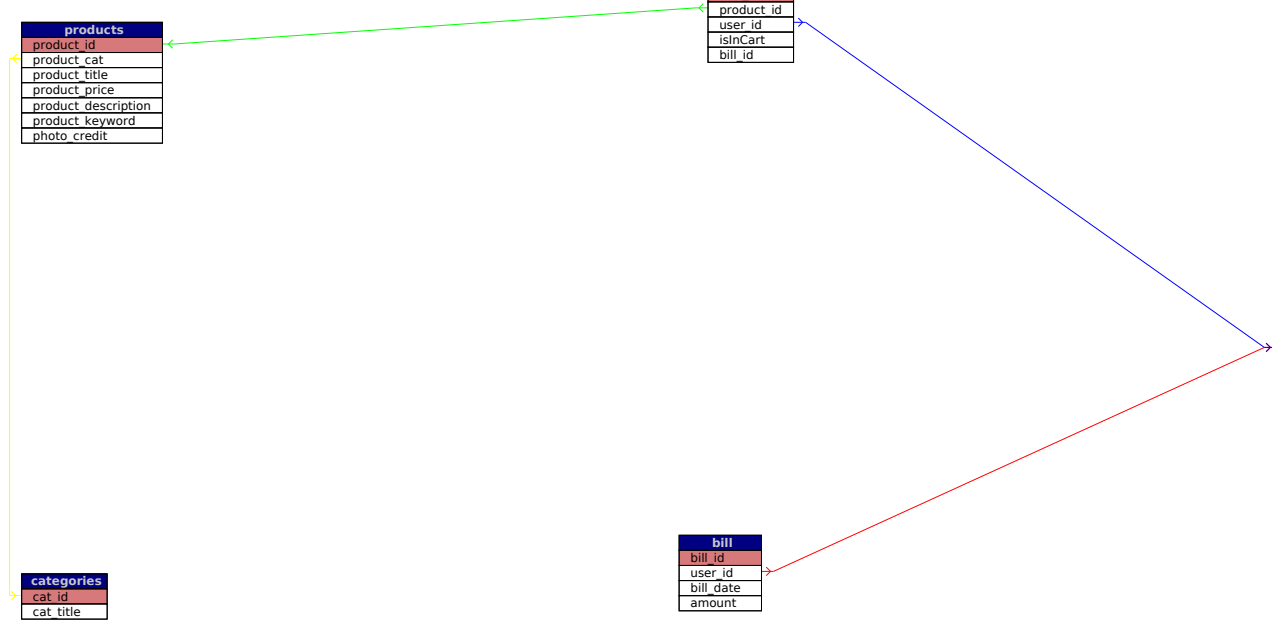 products
product_id
product_cat
product_title
product_price
product_description
product_keyword
photo_credit
product_id
user_id
isInCart
bill_id
categories
cat_id
cat_title
bill
bill_id
user_id
bill_date
amount